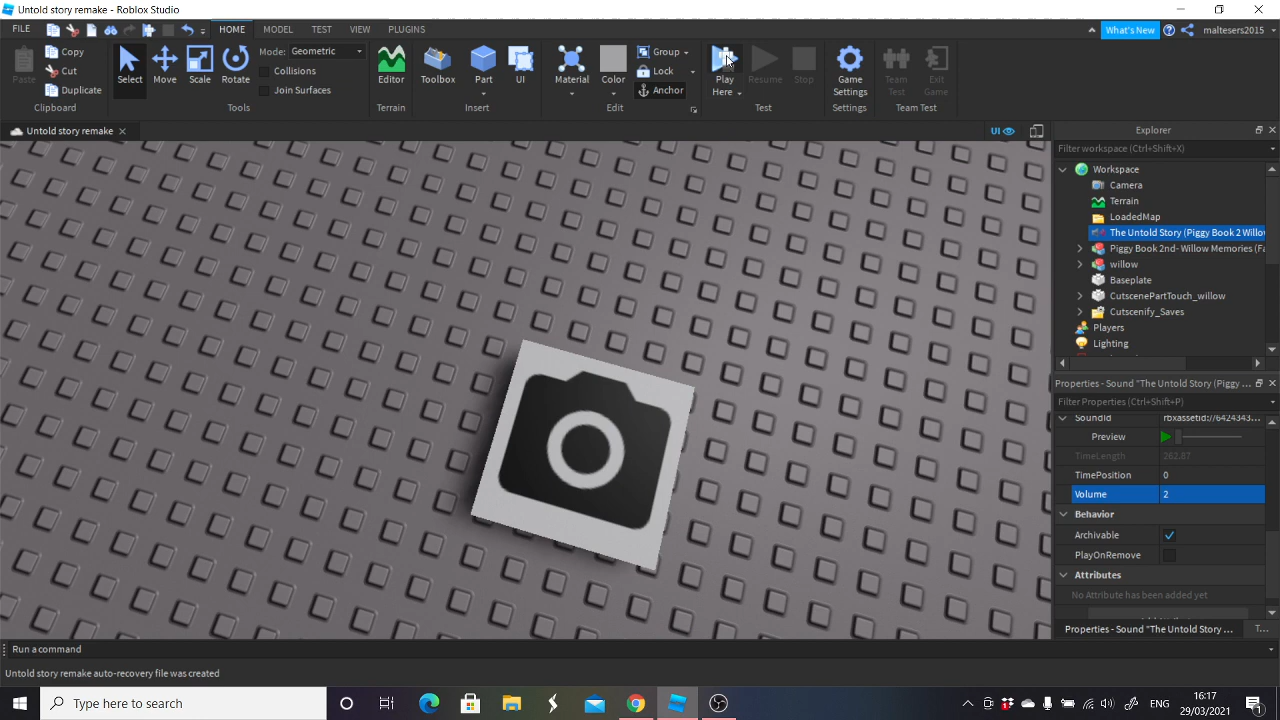 Untold story remake - Roblox Studio
FILE HOME MODEL TEST VIEW PLUGINS What's New maltesers2015
Paste Copy Cut Duplicate
Clipboard
Select Move Scale Rotate
Mode: Geometric
Collisions
Join Surfaces
Tools
Editor
Terrain
Toolbox Part UI
Insert
Material Color
Group
Lock
Anchor
Edit
Play Here Resume Stop
Test
Game Settings
Settings
Team Test Exit Game
Team Test
Untold story remake
UI
Explorer
Filter workspace (Ctrl+Shift+X)
Workspace
Camera
Terrain
LoadedMap
The Untold Story (Piggy Book 2 Willow
Piggy Book 2nd- Willow Memories (Fa
willow
Baseplate
CutscenePartTouch_willow
Cutscenify_Saves
Players
Lighting
Properties - Sound "The Untold Story (Piggy ...
Filter Properties (Ctrl+Shift+P)
SoundId rbxassetid://6424343...
Preview
TimeLength 262.87
TimePosition 0
Volume 2
Behavior
Archivable
PlayOnRemove
Attributes
No Attribute has been added yet
Properties - Sound "The Untold Story ... T...
Run a command
Untold story remake auto-recovery file was created
Type here to search
ENG
16:17
29/03/2021